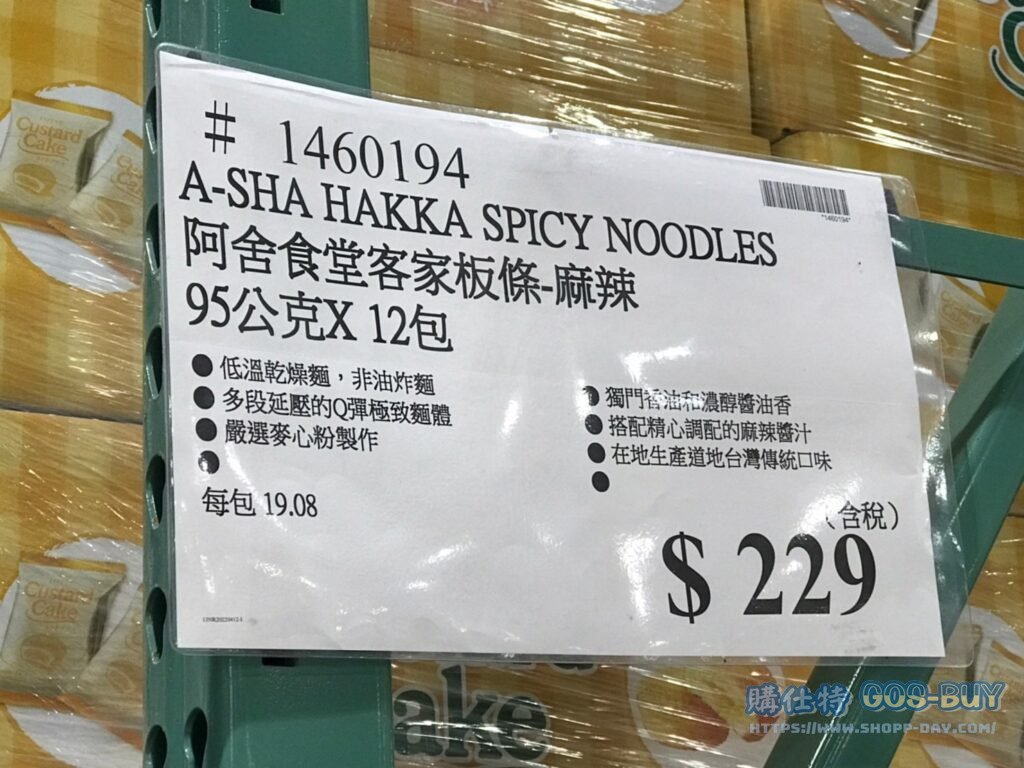 # 1460194
*1460194*
A-SHA HAKKA SPICY NOODLES
阿舍食堂客家板條-麻辣
95公克X 12包
●低溫乾燥麵，非油炸麵
●多段延壓的Q彈極致麵體
●嚴選麥心粉製作
●
●獨門香油和濃醇醬油香
●搭配精心調配的麻辣醬汁
●在地生產道地台灣傳統口味
●
每包 19.08
（含稅）
$ 229
Custard
Cake
Custard
Cake
ake
購仕特 GOS-BUY
HTTPS://WWW.SHOPP-DAY.COM/